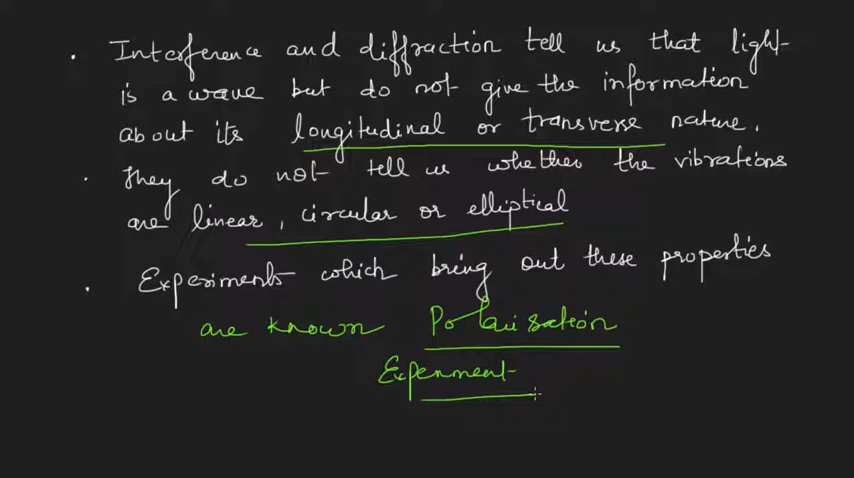 . Interference and diffraction tell us that light
is a wave but do not give the information
about its longitudinal or transverse nature.
. They do not tell us whether the vibrations
are linear, circular or elliptical
. Experiments which bring out these properties
are known Polarisation
Experiment